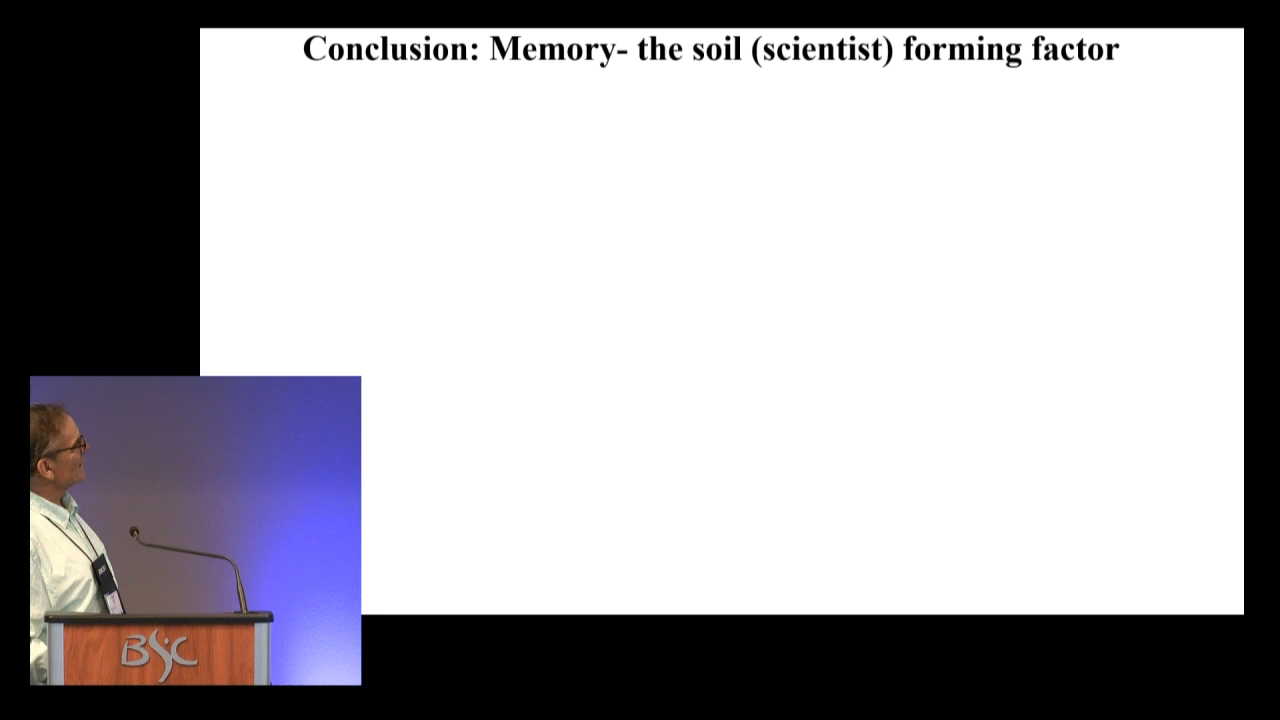 Conclusion: Memory- the soil (scientist) forming factor
BSC